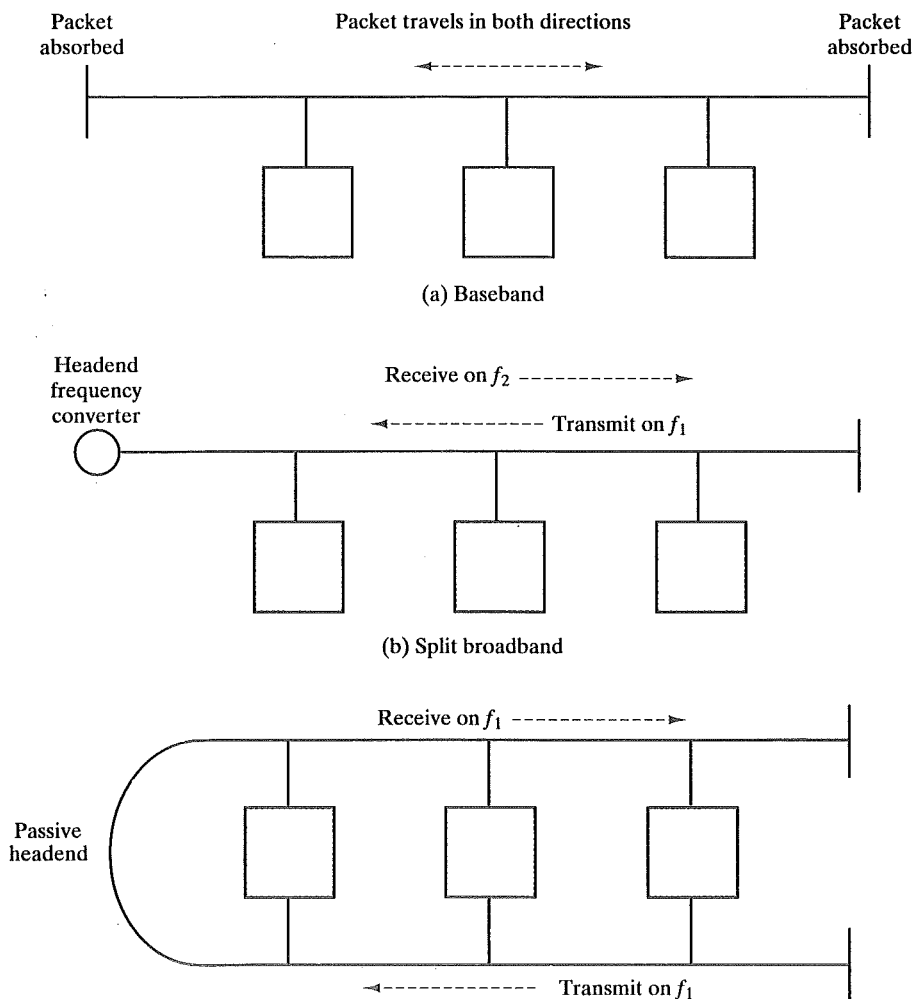 Packet
absorbed
Packet travels in both directions
Packet
absorbed
(a) Baseband
Headend
frequency
converter
Receive on f₂
Transmit on f₁
(b) Split broadband
Receive on f₁
Passive
headend
Transmit on f₁